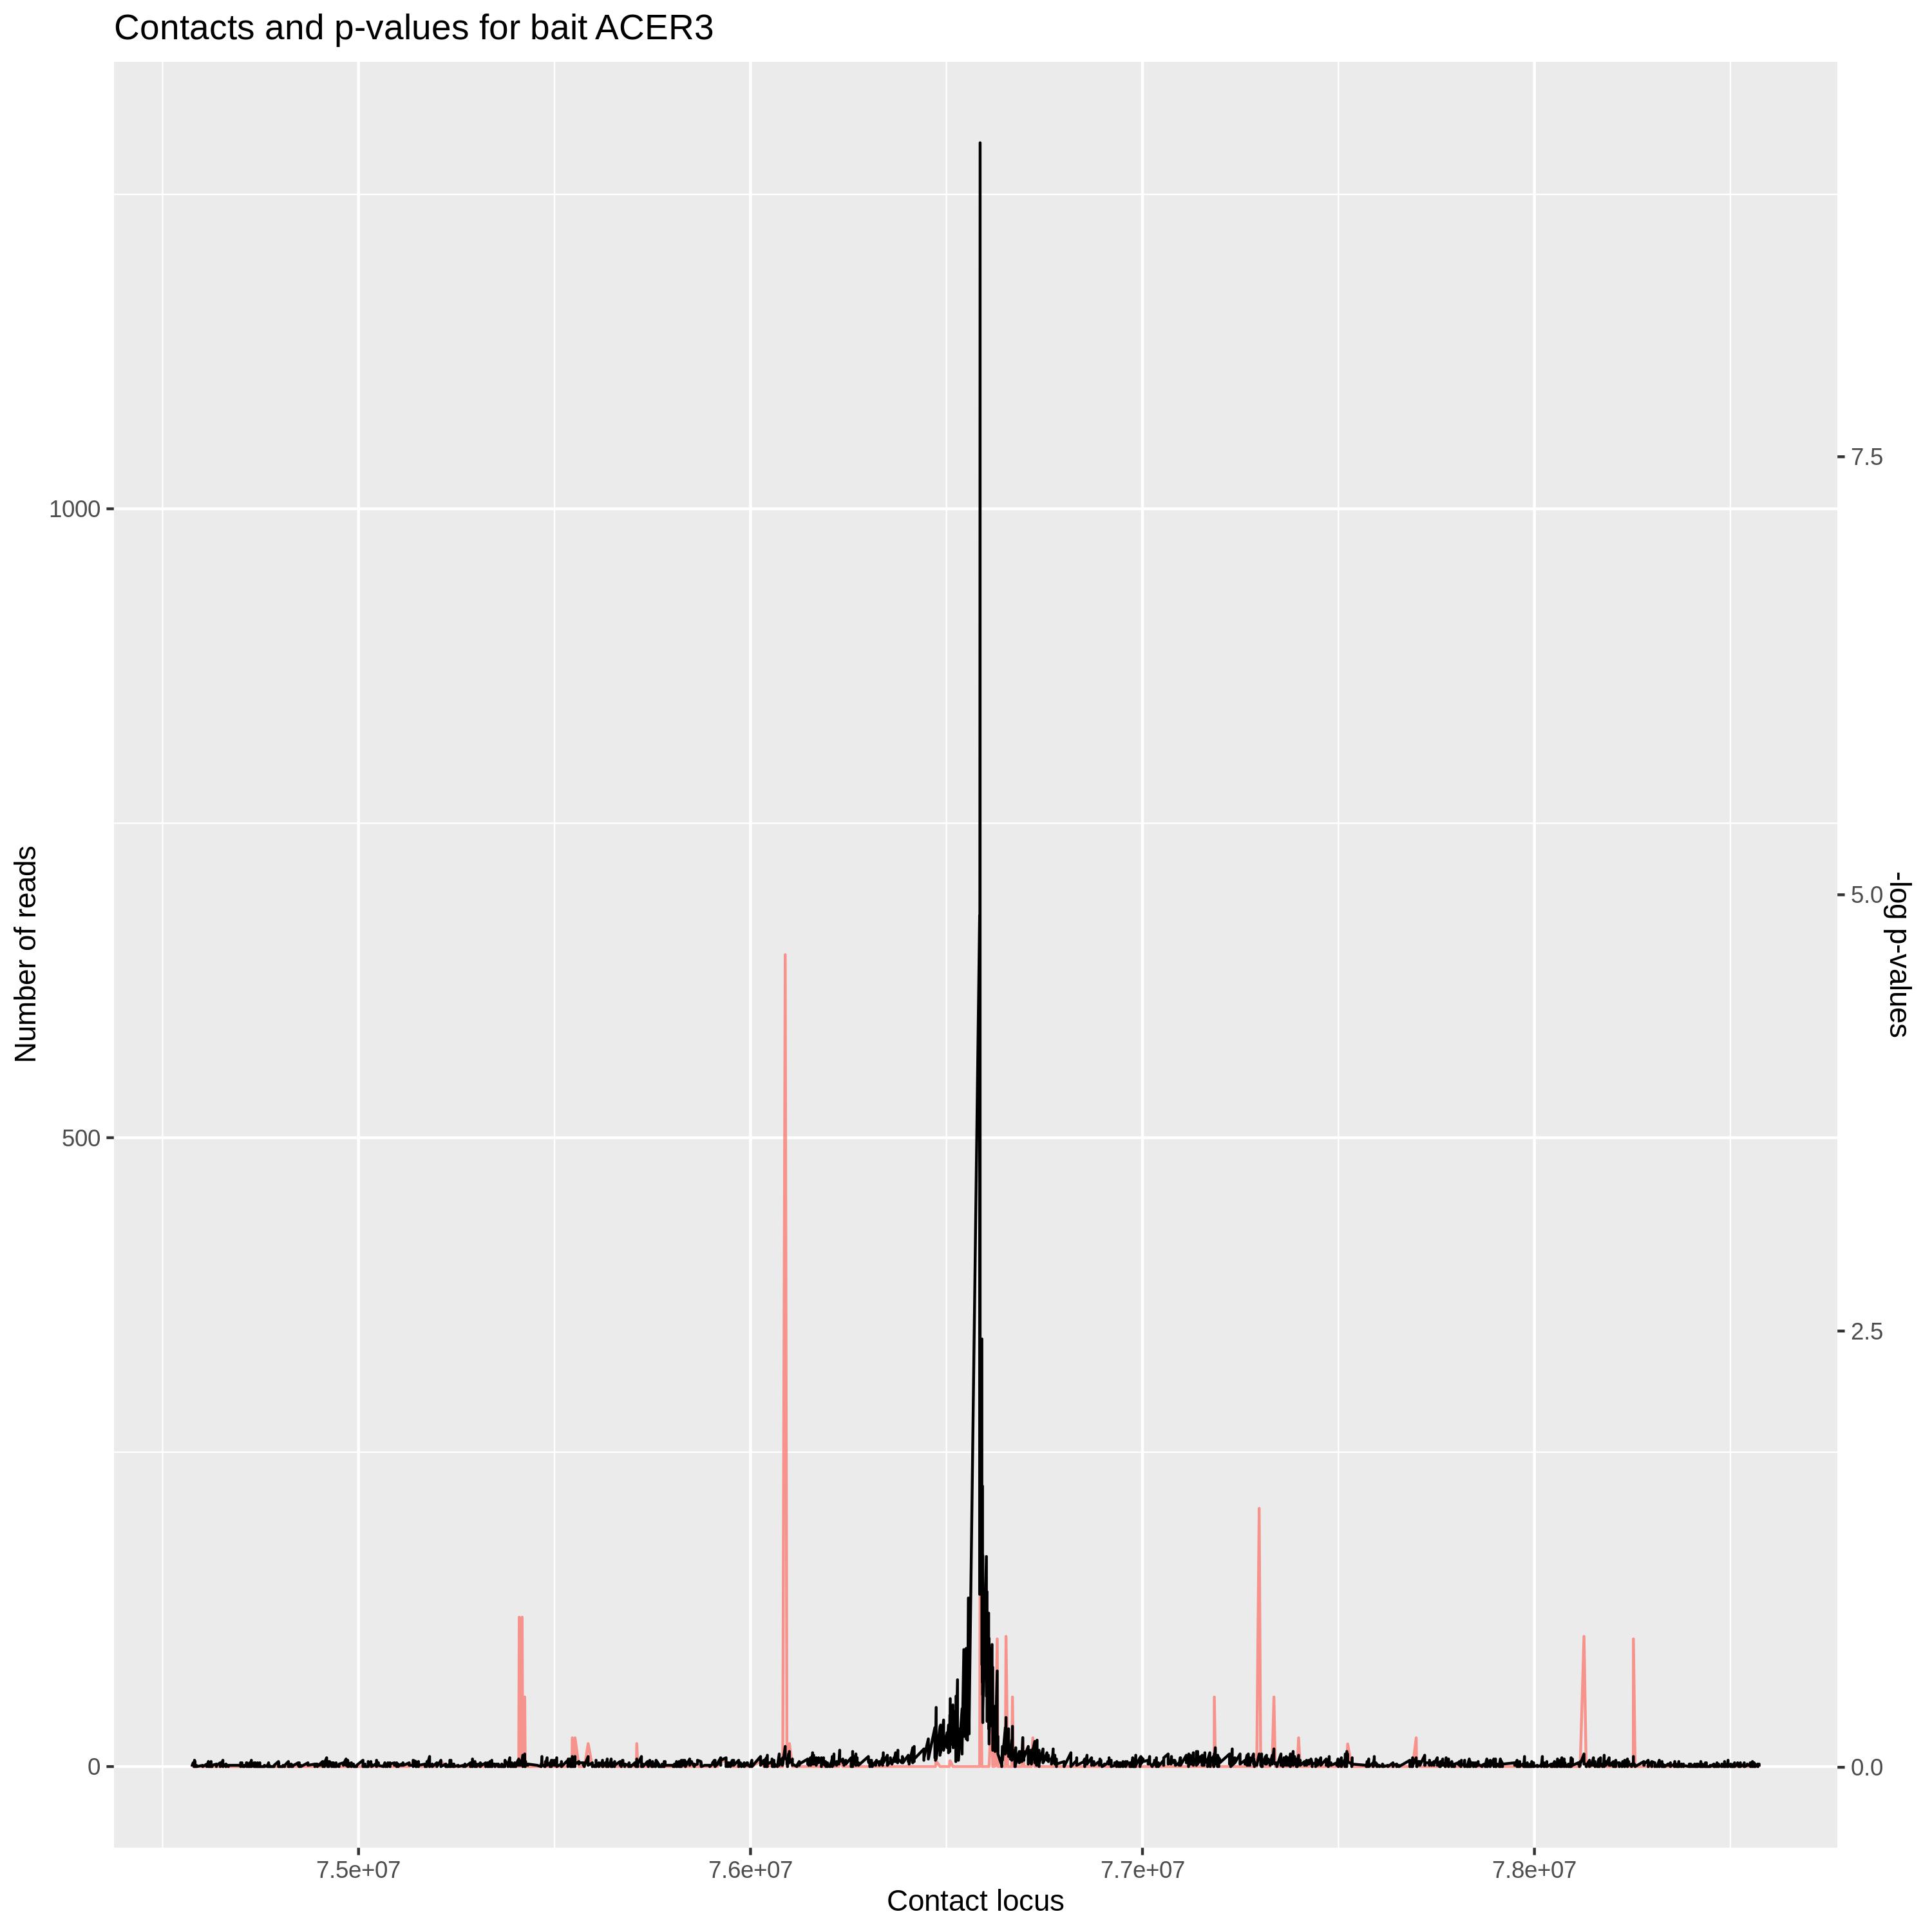 Contacts and p-values for bait ACER3
Number of reads
1000
500
0
7.5
5.0
2.5
0.0
-log p-values
7.5e+07 7.6e+07 7.7e+07 7.8e+07
Contact locus